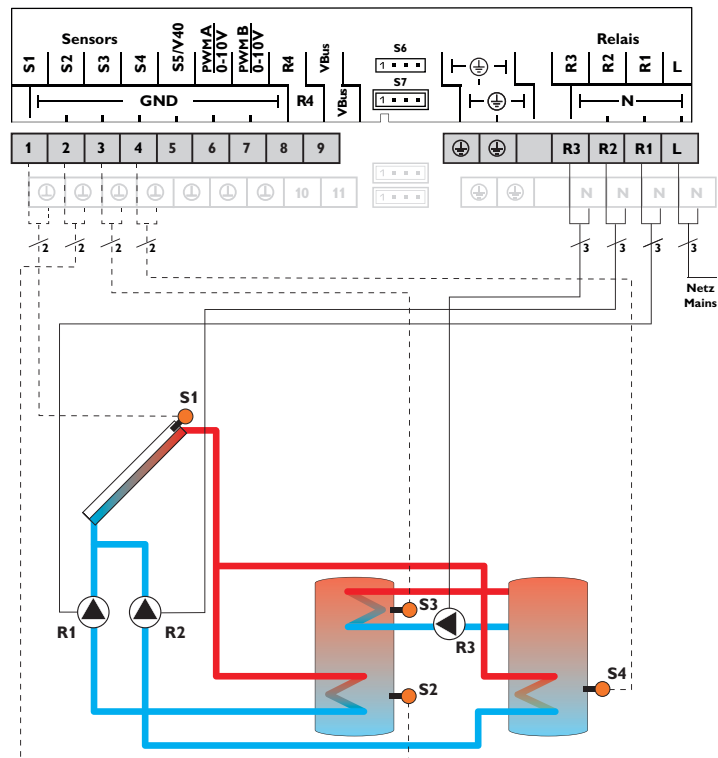 Sensors
Relais
S1
S2
S3
S4
S5/V40
PWM A
0-10V
PWM B
0-10V
R4
VBus
S6
1
R3
R2
R1
L
GND
R4
VBus
S7
1
N
1 2 3 4 5 6 7 8 9
R3 R2 R1 L
10 11
1
1
N N N N
2 2 2 2
3 3 3 3
Netz
Mains
S1
S3
R1
R2
R3
S2
S4